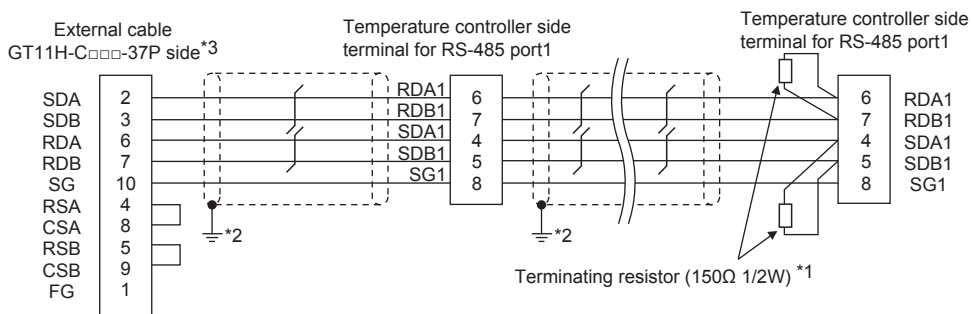 External cable
GT11H-C□□□-37P side*3
Temperature controller side
terminal for RS-485 port1
Temperature controller side
terminal for RS-485 port1
SDA 2 RDA1 6 6 RDA1
SDB 3 RDB1 7 7 RDB1
RDA 6 SDA1 4 4 SDA1
RDB 7 SDB1 5 5 SDB1
SG 10 SG1 8 8 SG1
RSA 4
CSA 8
RSB 5
CSB 9
FG 1
*2
*2
Terminating resistor (150Ω 1/2W) *1